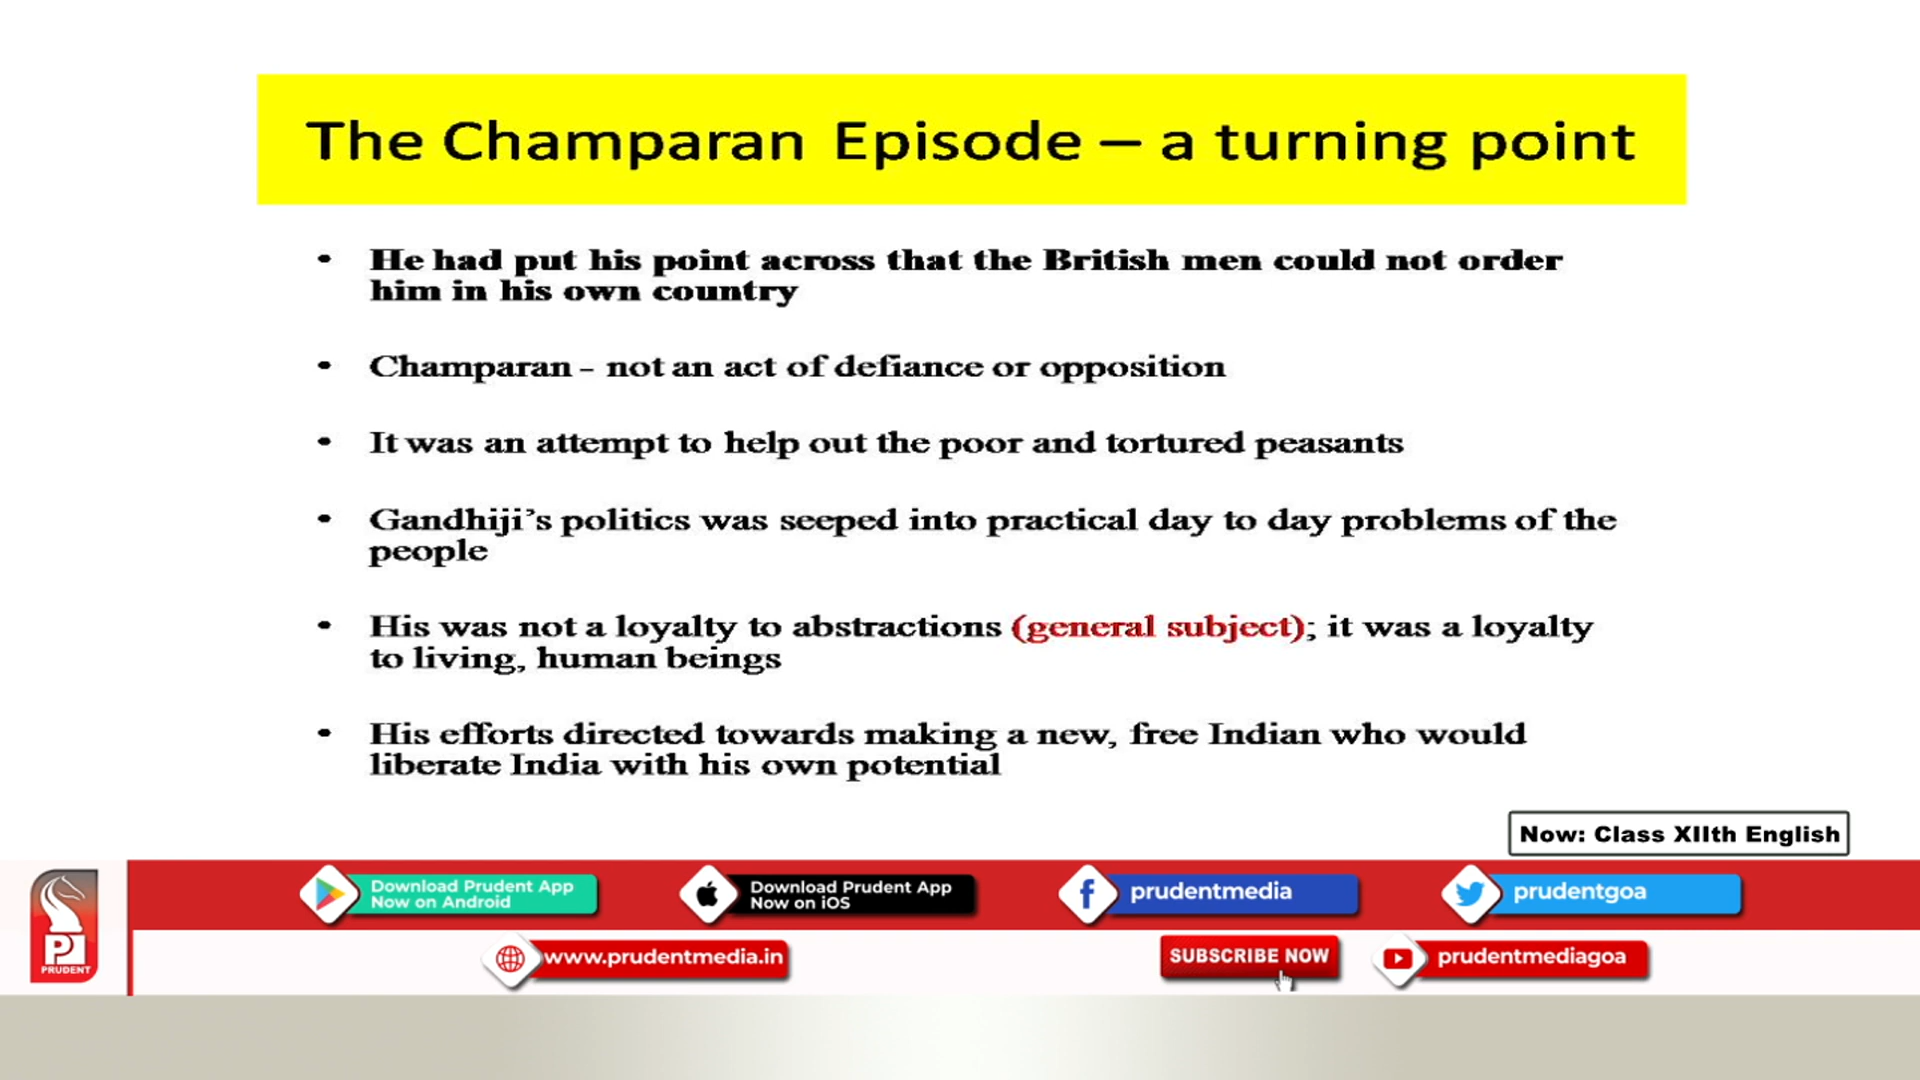 The Champaran Episode – a turning point
• He had put his point across that the British men could not order
him in his own country
• Champaran - not an act of defiance or opposition
• It was an attempt to help out the poor and tortured peasants
• Gandhiji's politics was seeped into practical day to day problems of the
people
• His was not a loyalty to abstractions (general subject); it was a loyalty
to living, human beings
• His efforts directed towards making a new, free Indian who would
liberate India with his own potential
Now: Class XIIth English
Download Prudent App
Now on Android
Download Prudent App
Now on iOS
prudentmedia
prudentgoa
www.prudentmedia.in
SUBSCRIBE NOW
prudentmediagoa
P
PRUDENT